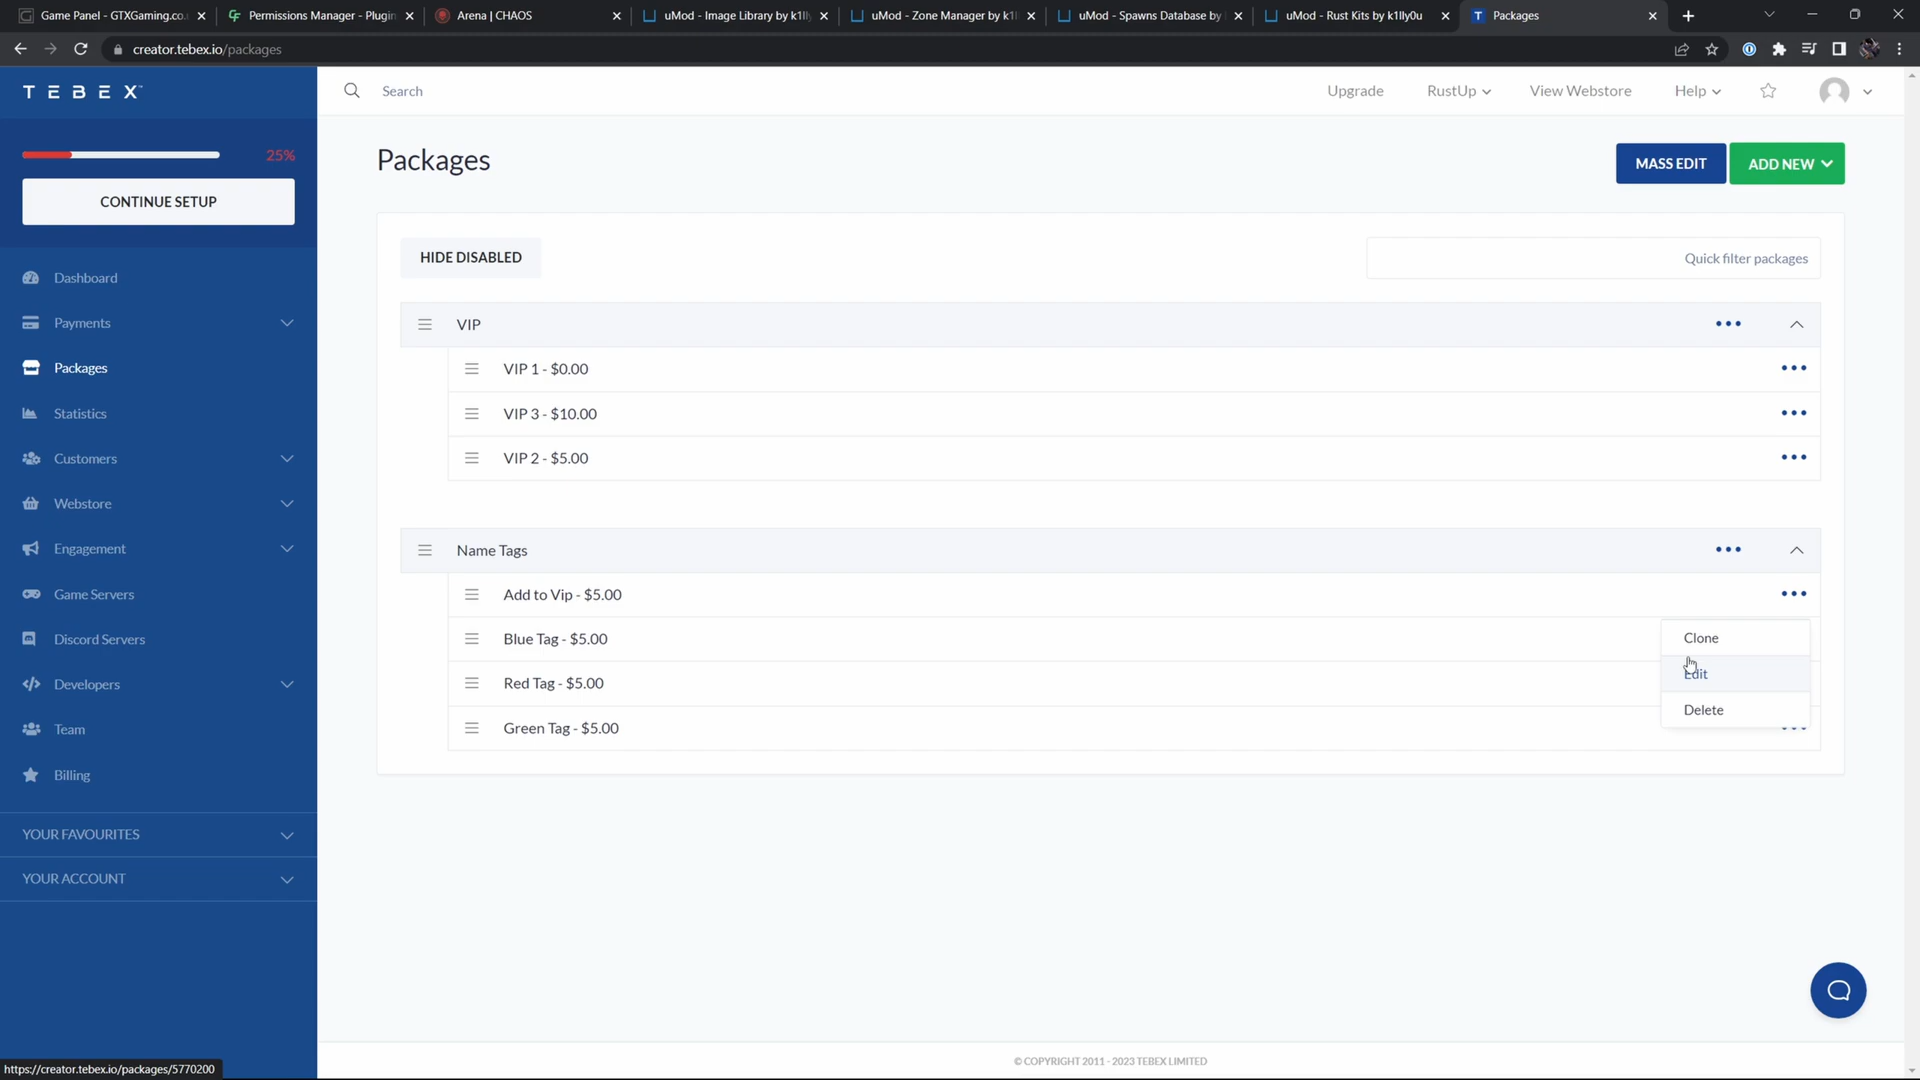 Game Panel - GTXGaming.co.
Permissions Manager - Plugin
Arena | CHAOS
uMod - Image Library by k1ll
uMod - Zone Manager by k1l
uMod - Spawns Database by
uMod - Rust Kits by k1lly0u
Packages
creator.tebex.io/packages
TEBEX™
Search
Upgrade
RustUp
View Webstore
Help
25%
CONTINUE SETUP
Dashboard
Payments
Packages
Statistics
Customers
Webstore
Engagement
Game Servers
Discord Servers
Developers
Team
Billing
YOUR FAVOURITES
YOUR ACCOUNT
Packages
MASS EDIT
ADD NEW
HIDE DISABLED
Quick filter packages
VIP
VIP 1 - $0.00
VIP 3 - $10.00
VIP 2 - $5.00
Name Tags
Add to Vip - $5.00
Blue Tag - $5.00
Red Tag - $5.00
Green Tag - $5.00
Clone
Edit
Delete
© COPYRIGHT 2011 - 2023 TEBEX LIMITED
https://creator.tebex.io/packages/5770200